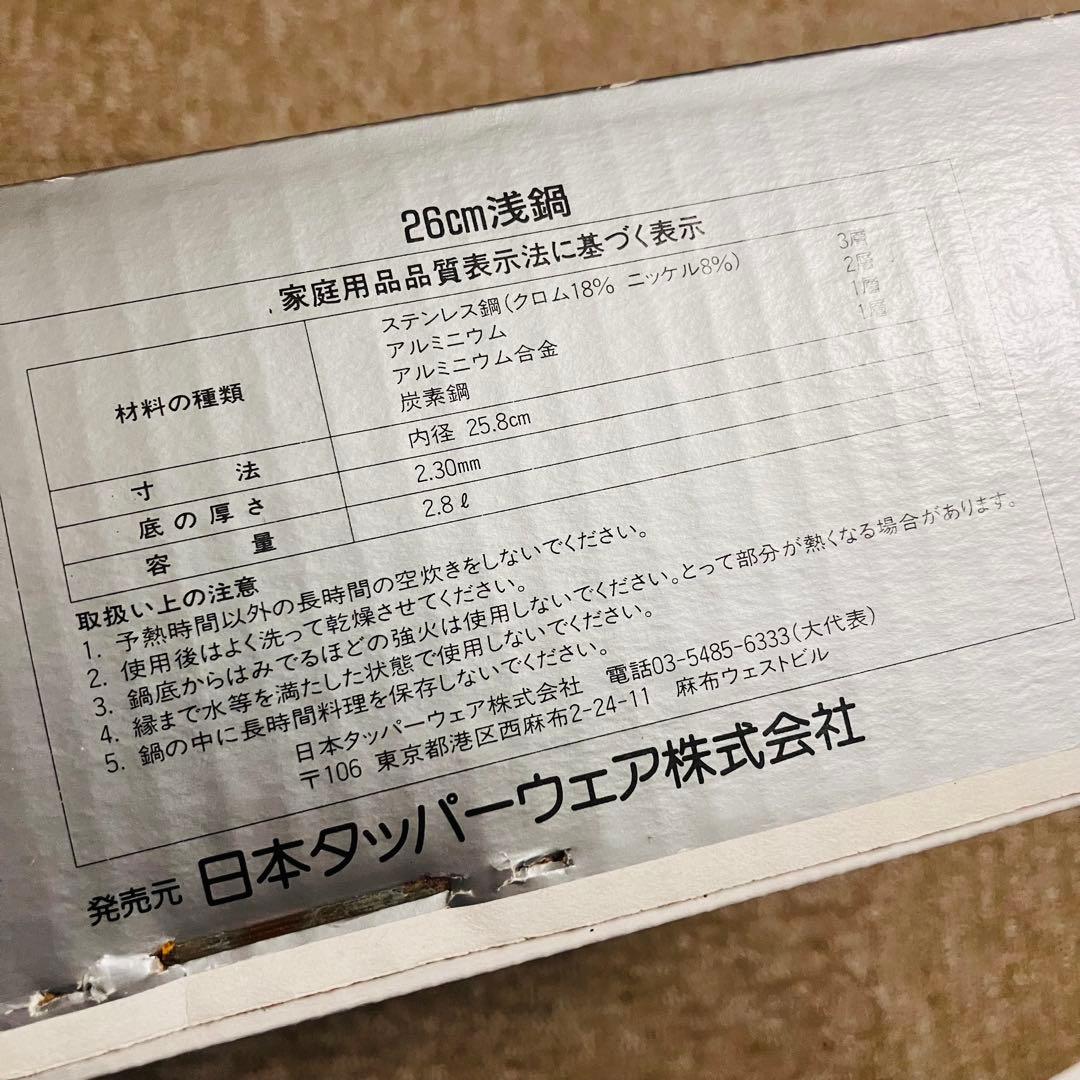 26cm浅鍋
家庭用品品質表示法に基づく表示
材料の種類
ステンレス鋼(クロム18% ニッケル8%) 3層
アルミニウム 2層
アルミニウム合金 1層
炭素鋼 1層
寸法 内径 25.8cm
底の厚さ 2.30mm
容量 2.8ℓ
取扱い上の注意
1. 予熱時間以外の長時間の空炊きをしないでください。
2. 使用後はよく洗って乾燥させてください。
3. 鍋底からはみでるほどの強火は使用しないでください。とって部分が熱くなる場合があります。
4. 縁まで水等を満たした状態で使用しないでください。
5. 鍋の中に長時間料理を保存しないでください。
日本タッパーウェア株式会社 電話03-5485-6333(大代表)
〒106 東京都港区西麻布2-24-11 麻布ウェストビル
発売元 日本タッパーウェア株式会社